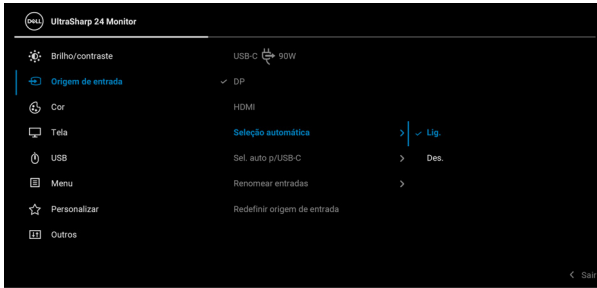 DELL UltraSharp 24 Monitor
Brilho/contraste
USB-C 90W
Origem de entrada
DP
Cor
HDMI
Tela
Seleção automática
Lig.
USB
Sel. auto p/USB-C
Des.
Menu
Renomear entradas
Personalizar
Redefinir origem de entrada
Outros
Sair